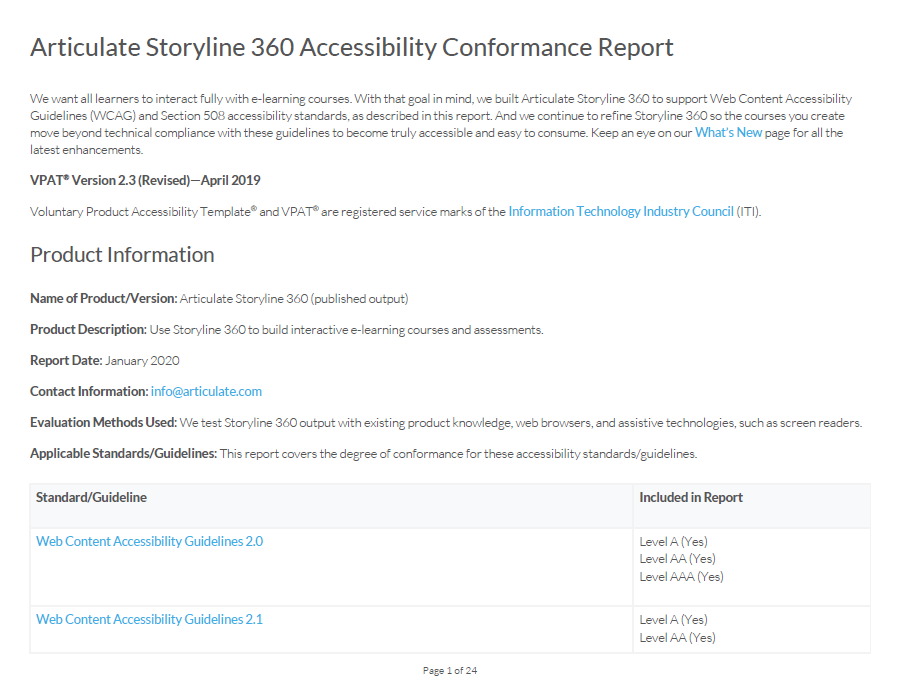 Articulate Storyline 360 Accessibility Conformance Report
We want all learners to interact fully with e-learning courses. With that goal in mind, we built Articulate Storyline 360 to support Web Content Accessibility
Guidelines (WCAG) and Section 508 accessibility standards, as described in this report. And we continue to refine Storyline 360 so the courses you create
move beyond technical compliance with these guidelines to become truly accessible and easy to consume. Keep an eye on our What's New page for all the
latest enhancements.
VPAT® Version 2.3 (Revised)—April 2019
Voluntary Product Accessibility Template® and VPAT® are registered service marks of the Information Technology Industry Council (ITI).
Product Information
Name of Product/Version: Articulate Storyline 360 (published output)
Product Description: Use Storyline 360 to build interactive e-learning courses and assessments.
Report Date: January 2020
Contact Information: info@articulate.com
Evaluation Methods Used: We test Storyline 360 output with existing product knowledge, web browsers, and assistive technologies, such as screen readers.
Applicable Standards/Guidelines: This report covers the degree of conformance for these accessibility standards/guidelines.
Standard/Guideline Included in Report
Web Content Accessibility Guidelines 2.0 Level A (Yes)
Level AA (Yes)
Level AAA (Yes)
Web Content Accessibility Guidelines 2.1 Level A (Yes)
Level AA (Yes)
Page 1 of 24